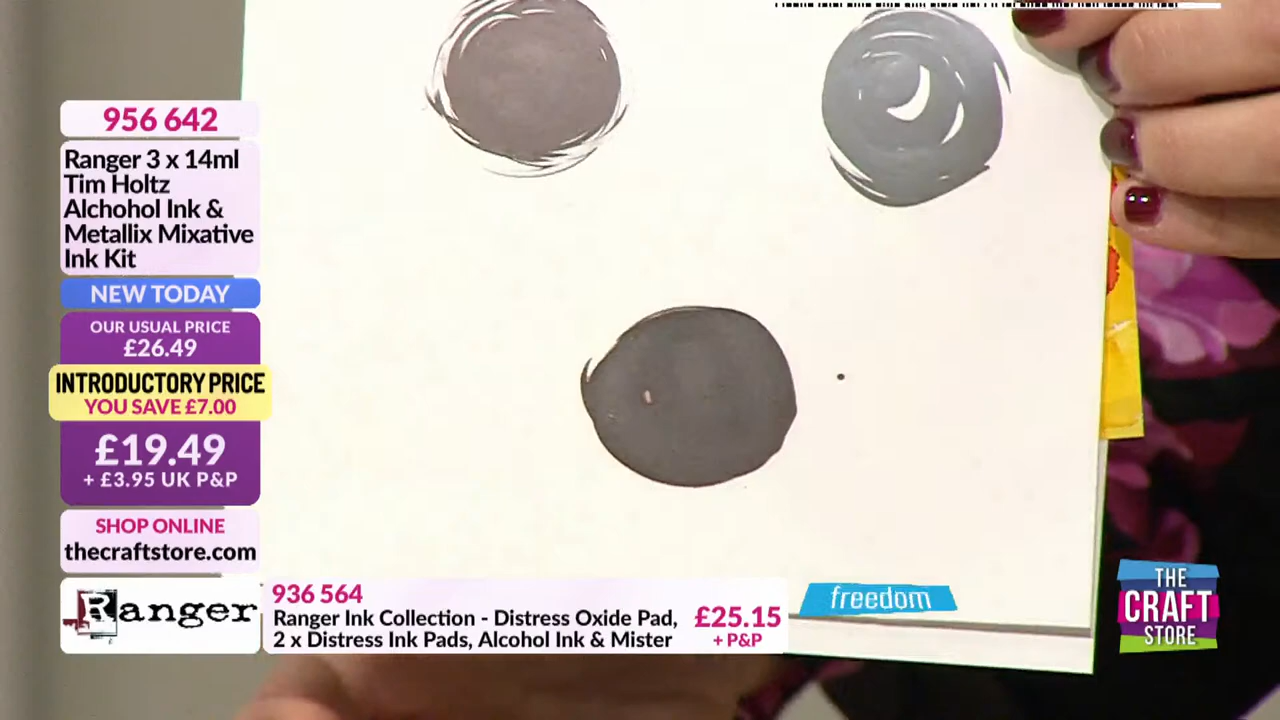 956 642
Ranger 3 x 14ml
Tim Holtz
Alchohol Ink &
Metallix Mixative
Ink Kit
NEW TODAY
OUR USUAL PRICE
£26.49
INTRODUCTORY PRICE
YOU SAVE £7.00
£19.49
+ £3.95 UK P&P
SHOP ONLINE
thecraftstore.com
Ranger
936 564
Ranger Ink Collection - Distress Oxide Pad,
2 x Distress Ink Pads, Alcohol Ink & Mister
£25.15
+ P&P
freedom
THE
CRAFT
STORE